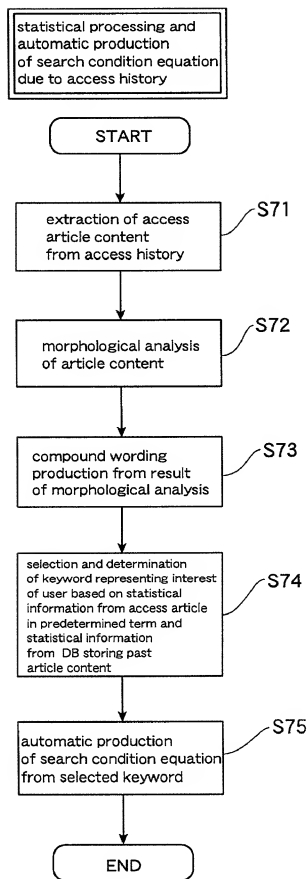 statistical processing and
automatic production
of search condition equation
due to access history
START
extraction of access
article content
from access history
S71
morphological analysis
of article content
S72
compound wording
production from result
of morphological analysis
S73
selection and determination
of keyword representing interest
of user based on statistical
information from access article
in predetermined term and
statistical information
from DB storing past
article content
S74
automatic production
of search condition equation
from selected keyword
S75
END